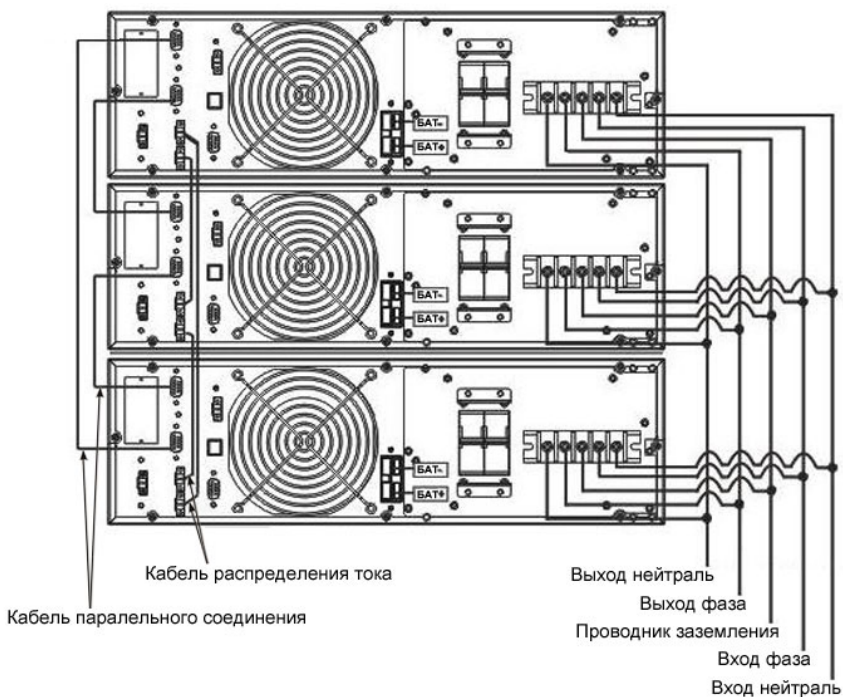 БАТ-
БАТ+
БАТ-
БАТ+
БАТ-
БАТ+
Кабель распределения тока
Кабель паралельного соединения
Выход нейтраль
Выход фаза
Проводник заземления
Вход фаза
Вход нейтраль